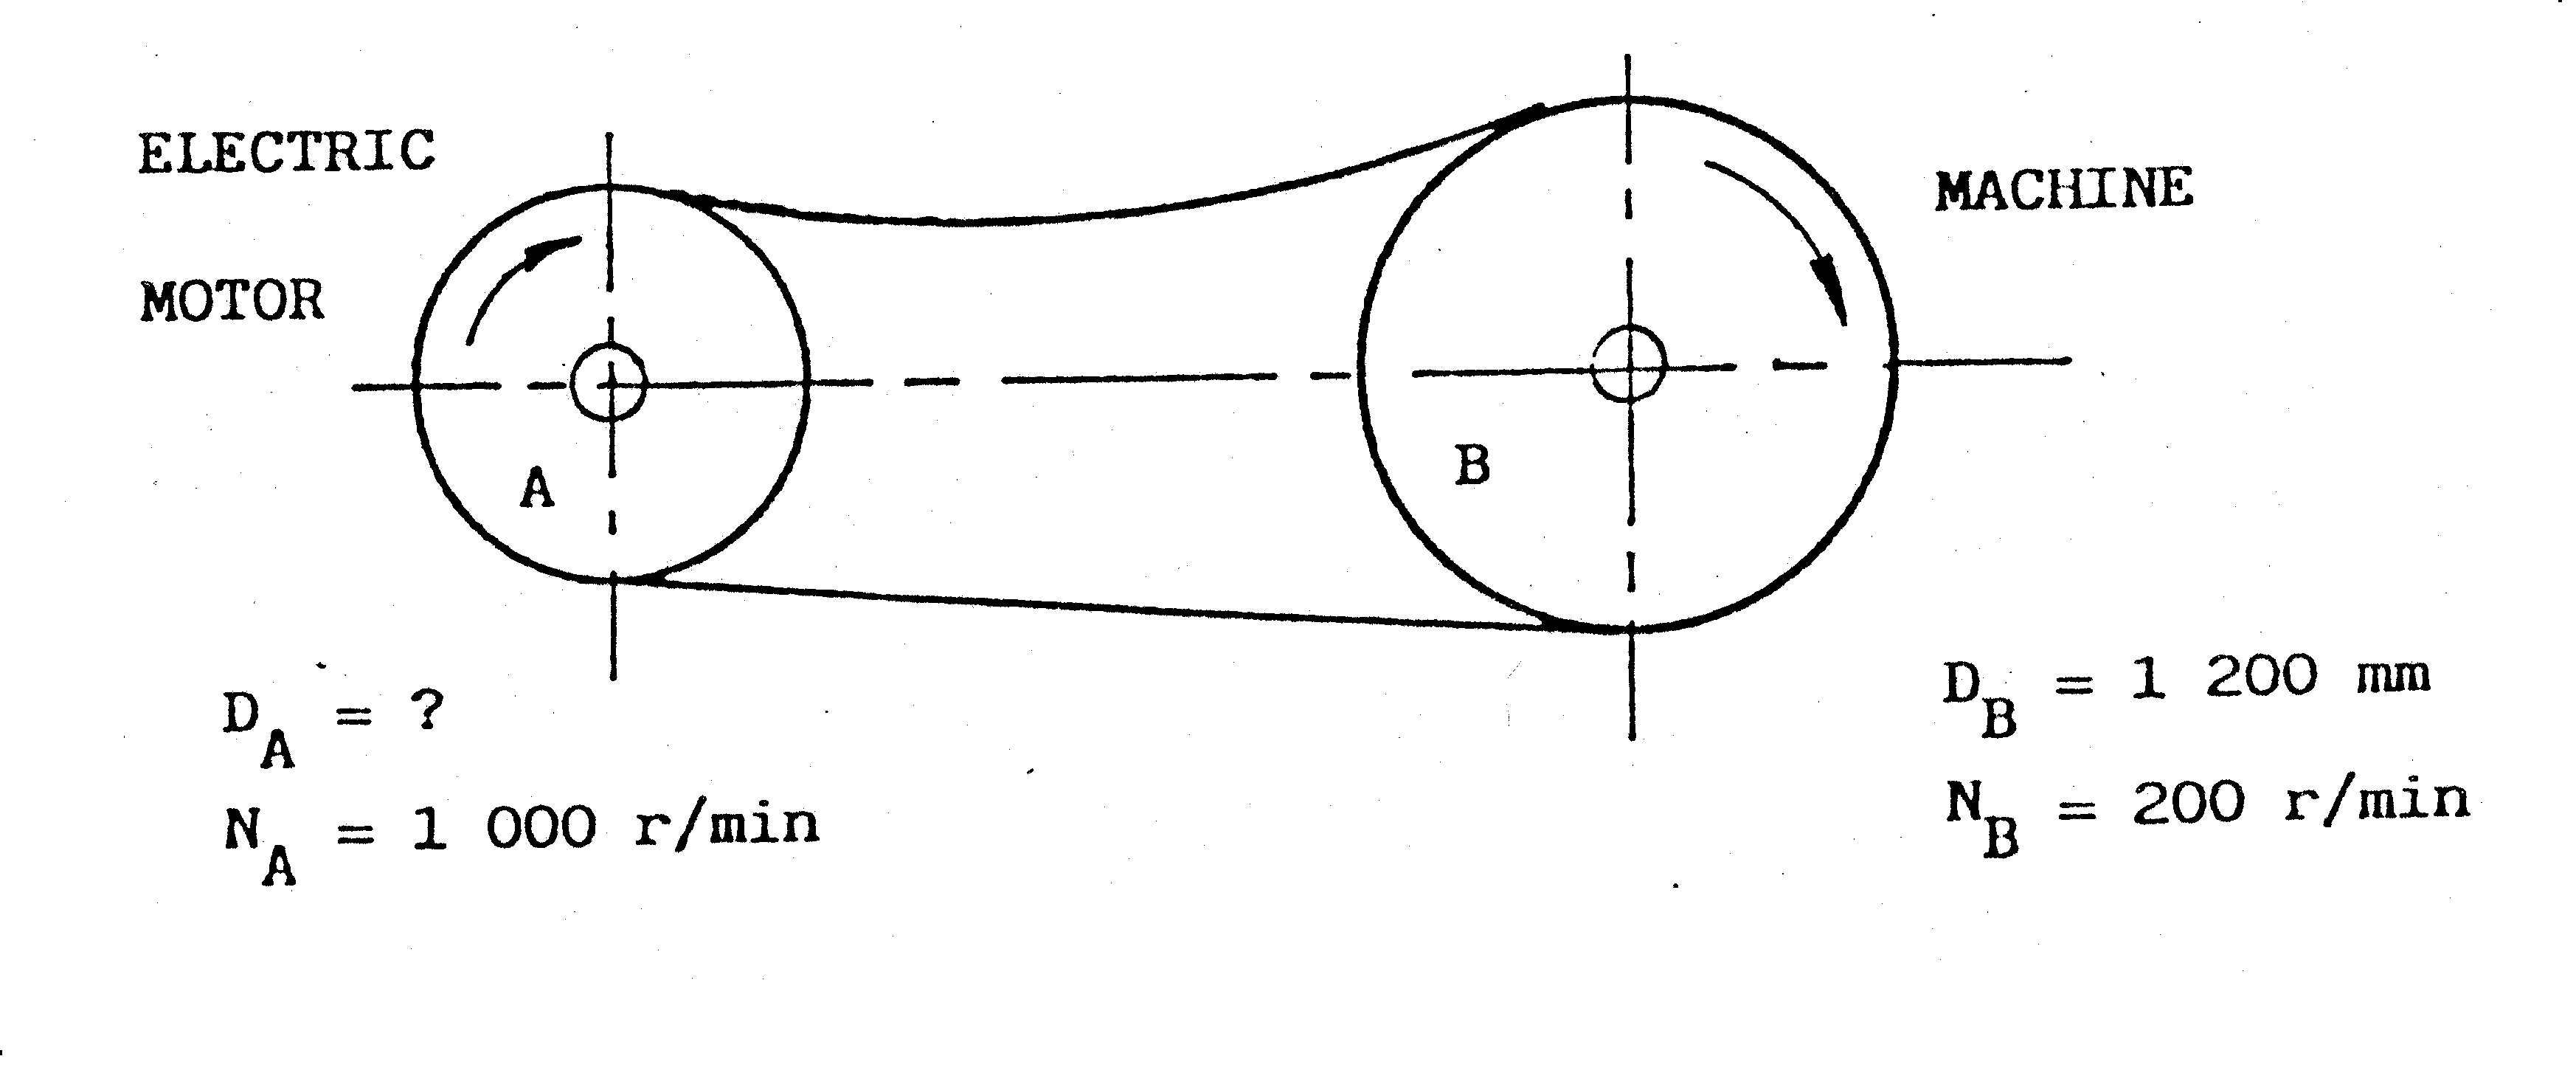 ELECTRIC
MOTOR
MACHINE
A
B
D_A = ?
N_A = 1 000 r/min
D_B = 1 200 mm
N_B = 200 r/min